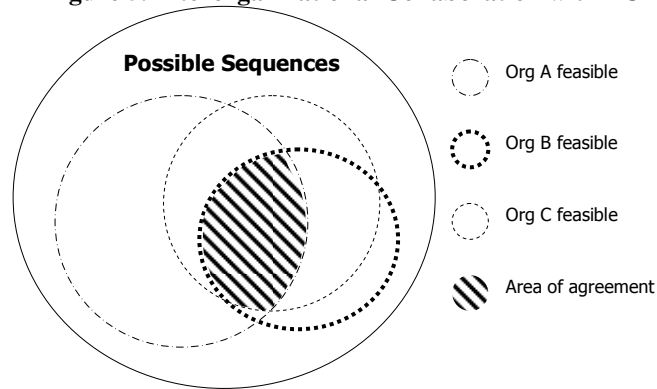 Possible Sequences
Org A feasible
Org B feasible
Org C feasible
Area of agreement